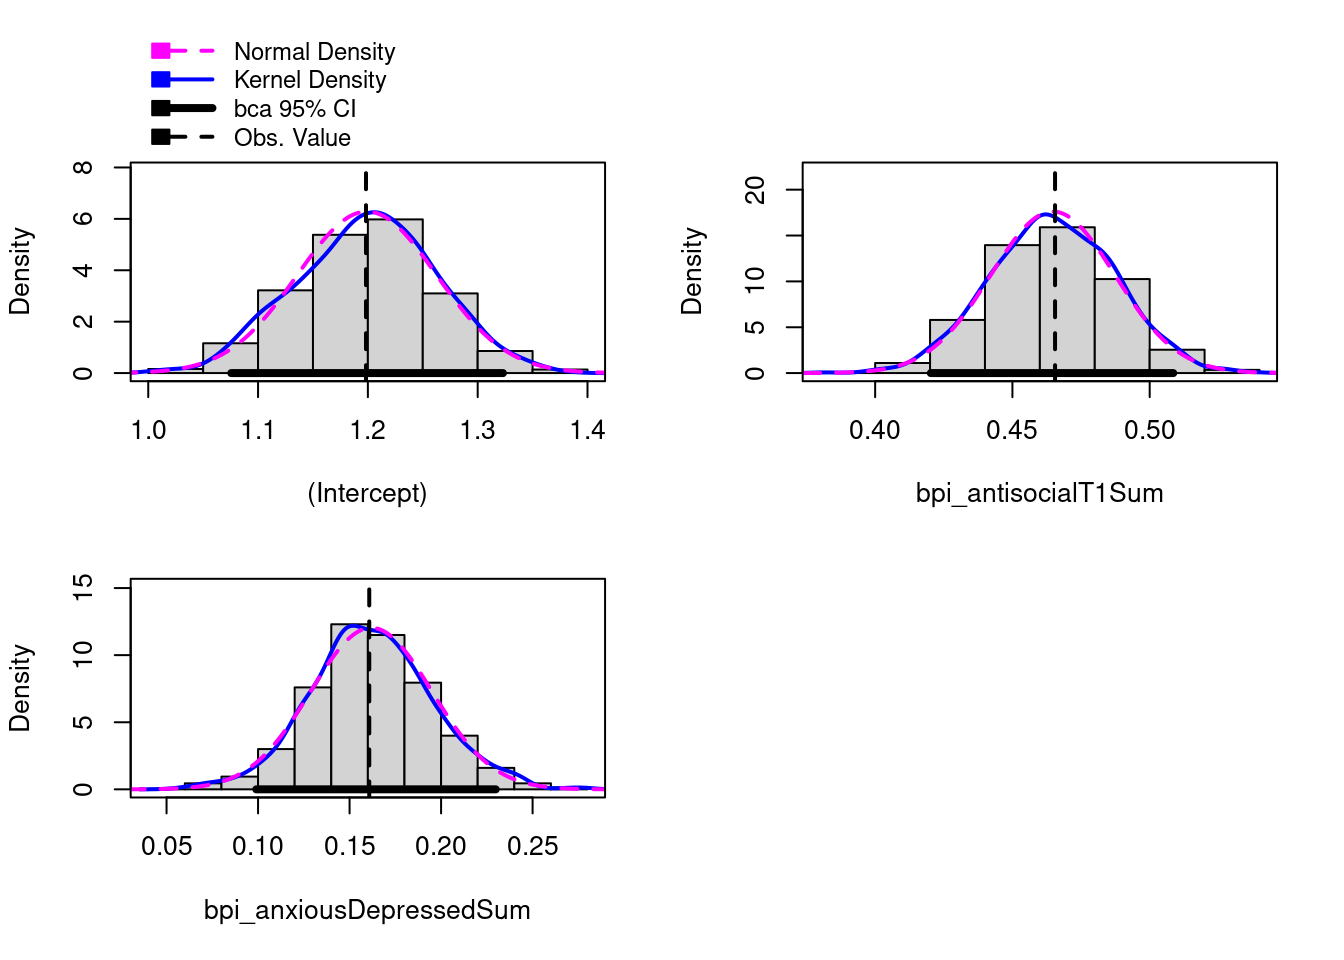 Normal Density
Kernel Density
bca 95% CI
Obs. Value
Density
0 2 4 6 8
1.0 1.1 1.2 1.3 1.4
(Intercept)
Density
0 5 10 20
0.40 0.45 0.50
bpi_antisocialT1Sum
Density
0 5 10 15
0.05 0.10 0.15 0.20 0.25
bpi_anxiousDepressedSum